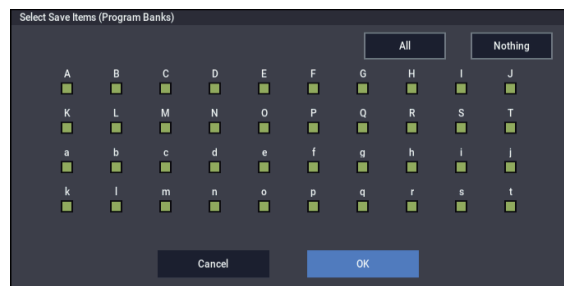 Select Save Items (Program Banks)
All Nothing
A B C D E F G H I J
K L M N O P Q R S T
a b c d e f g h i j
k l m n o p q r s t
Cancel OK